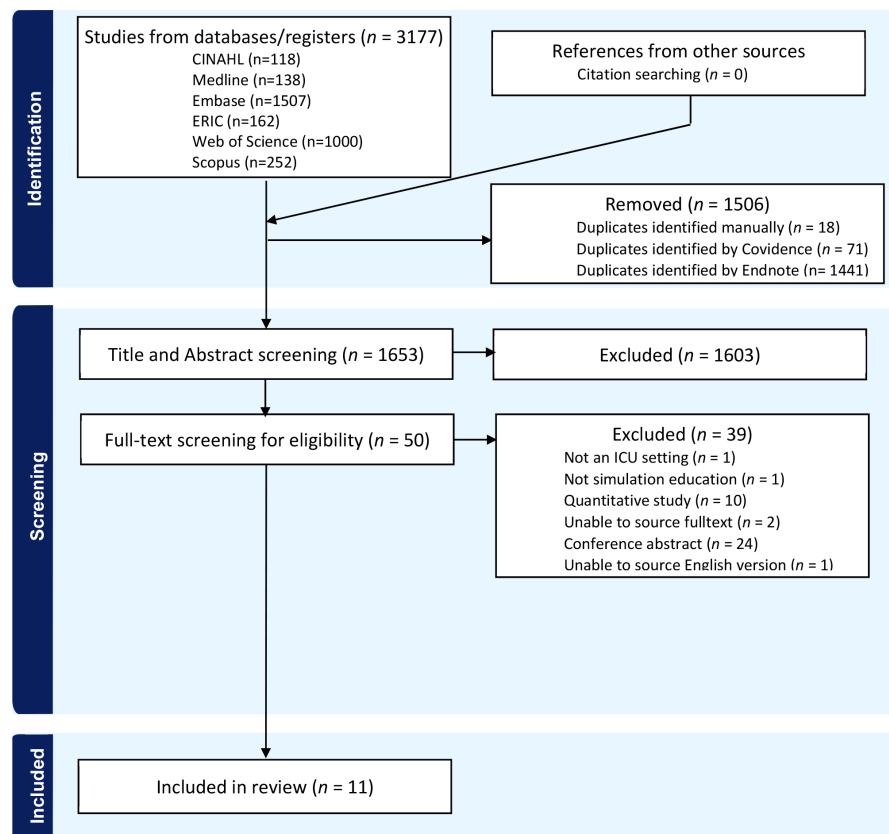 Identification
Studies from databases/registers (n = 3177)
CINAHL (n=118)
Medline (n=138)
Embase (n=1507)
ERIC (n=162)
Web of Science (n=1000)
Scopus (n=252)
References from other sources
Citation searching (n = 0)
Removed (n = 1506)
Duplicates identified manually (n = 18)
Duplicates identified by Covidence (n = 71)
Duplicates identified by Endnote (n= 1441)
Screening
Title and Abstract screening (n = 1653)
Excluded (n = 1603)
Full-text screening for eligibility (n = 50)
Excluded (n = 39)
Not an ICU setting (n = 1)
Not simulation education (n = 1)
Quantitative study (n = 10)
Unable to source fulltext (n = 2)
Conference abstract (n = 24)
Unable to source English version (n = 1)
Included
Included in review (n = 11)